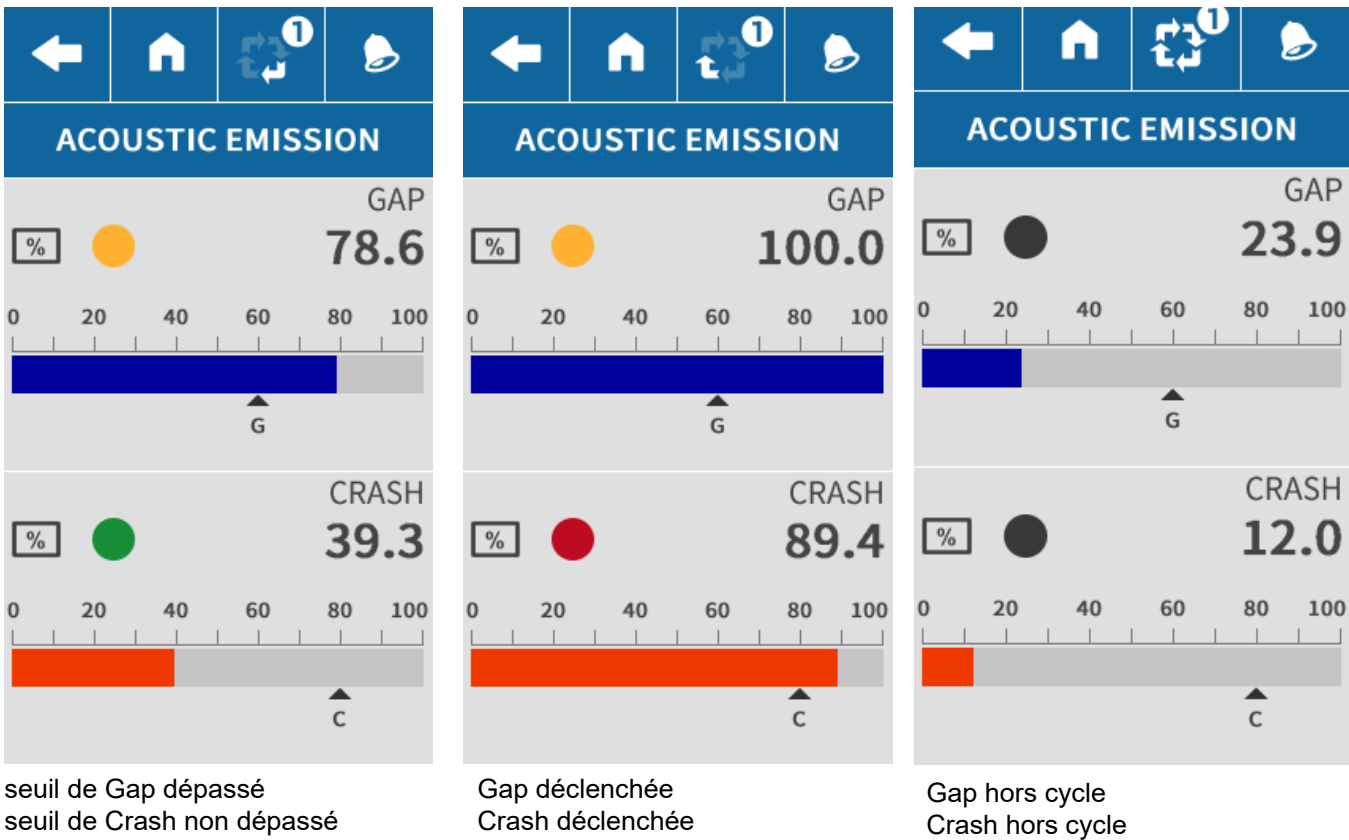 1
ACOUSTIC EMISSION
GAP
% 78.6
0 20 40 60 80 100
G
CRASH
% 39.3
0 20 40 60 80 100
C
seuil de Gap dépassé
seuil de Crash non dépassé
1
ACOUSTIC EMISSION
GAP
% 100.0
0 20 40 60 80 100
G
CRASH
% 89.4
0 20 40 60 80 100
C
Gap déclenchée
Crash déclenchée
1
ACOUSTIC EMISSION
GAP
% 23.9
0 20 40 60 80 100
G
CRASH
% 12.0
0 20 40 60 80 100
C
Gap hors cycle
Crash hors cycle